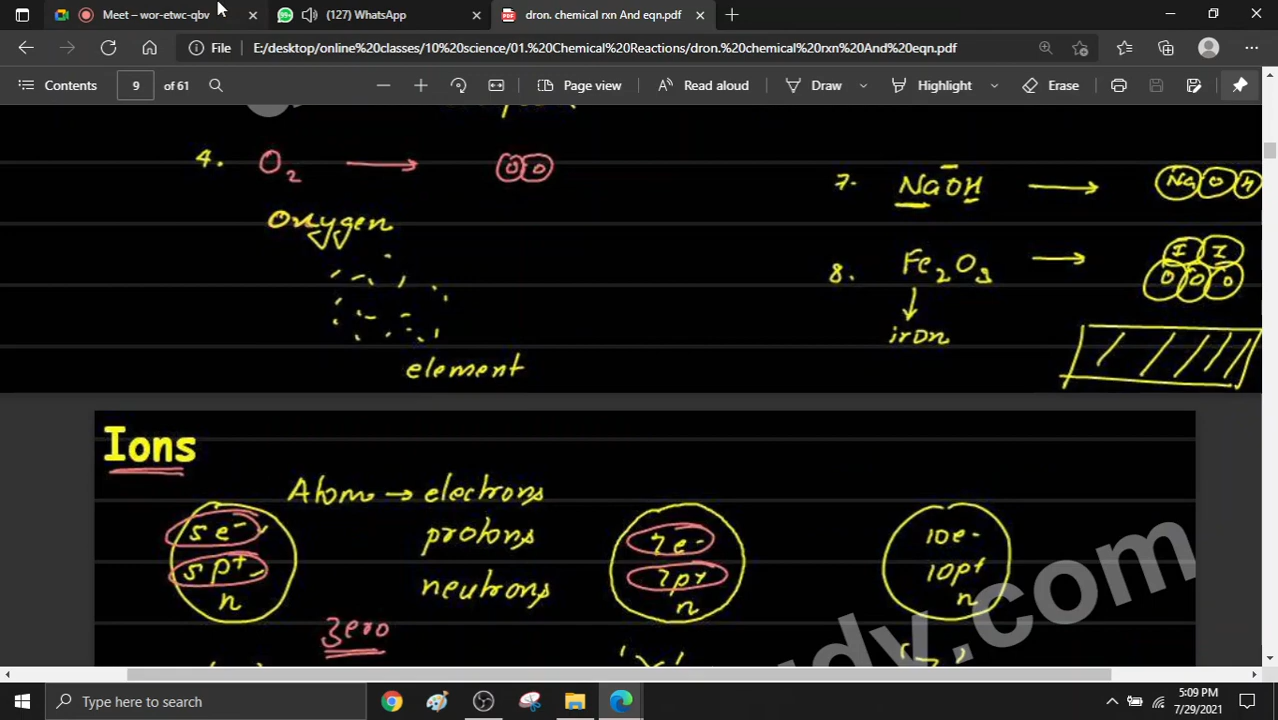 Meet – wor-etwc-qbv
(127) WhatsApp
dron. chemical rxn And eqn.pdf
File
E:/desktop/online%20classes/10%20science/01.%20Chemical%20Reactions/dron.%20chemical%20rxn%20And%20eqn.pdf
Contents
9 of 61
Page view
Read aloud
Draw
Highlight
Erase
4. O2 → O O
Oxygen
element
7. NaOH → Na O H
8. Fe2O3 → I I
O O O
iron
Ions
Atom → electrons
protons
neutrons
5e-
5p+
n
zero
7e-
7p+
n
10e-
10p+
n
dy.com
Type here to search
5:09 PM
7/29/2021